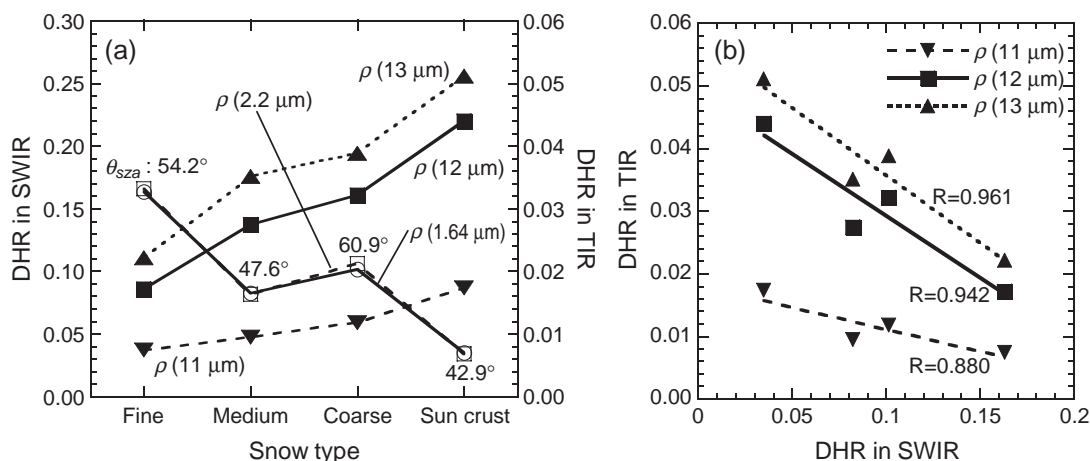 (a)
0.30
0.25
0.20
0.15
0.10
0.05
0.00
DHR in SWIR
0.06
0.05
0.04
0.03
0.02
0.01
0.00
DHR in TIR
ρ (13 μm)
ρ (2.2 μm)
θsza : 54.2°
ρ (12 μm)
47.6°
60.9°
ρ (1.64 μm)
ρ (11 μm)
42.9°
Fine Medium Coarse Sun crust
Snow type
(b)
0.06
0.05
0.04
0.03
0.02
0.01
0.00
DHR in TIR
ρ (11 μm)
ρ (12 μm)
ρ (13 μm)
R=0.961
R=0.942
R=0.880
0 0.05 0.1 0.15 0.2
DHR in SWIR